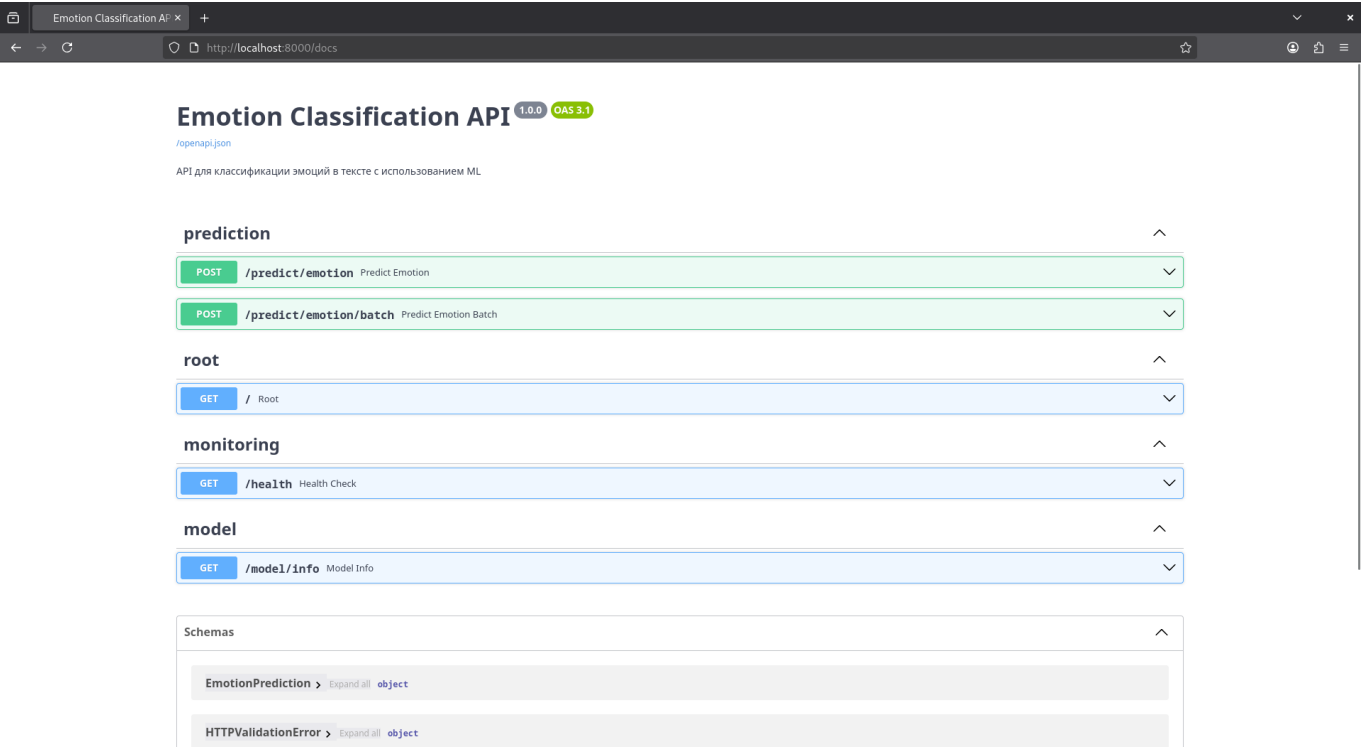 Emotion Classification AP
http://localhost:8000/docs
Emotion Classification API 1.0.0 OAS 3.1
/openapi.json
API для классификации эмоций в тексте с использованием ML
prediction
POST /predict/emotion Predict Emotion
POST /predict/emotion/batch Predict Emotion Batch
root
GET / Root
monitoring
GET /health Health Check
model
GET /model/info Model Info
Schemas
EmotionPrediction Expand all object
HTTPValidationError Expand all object